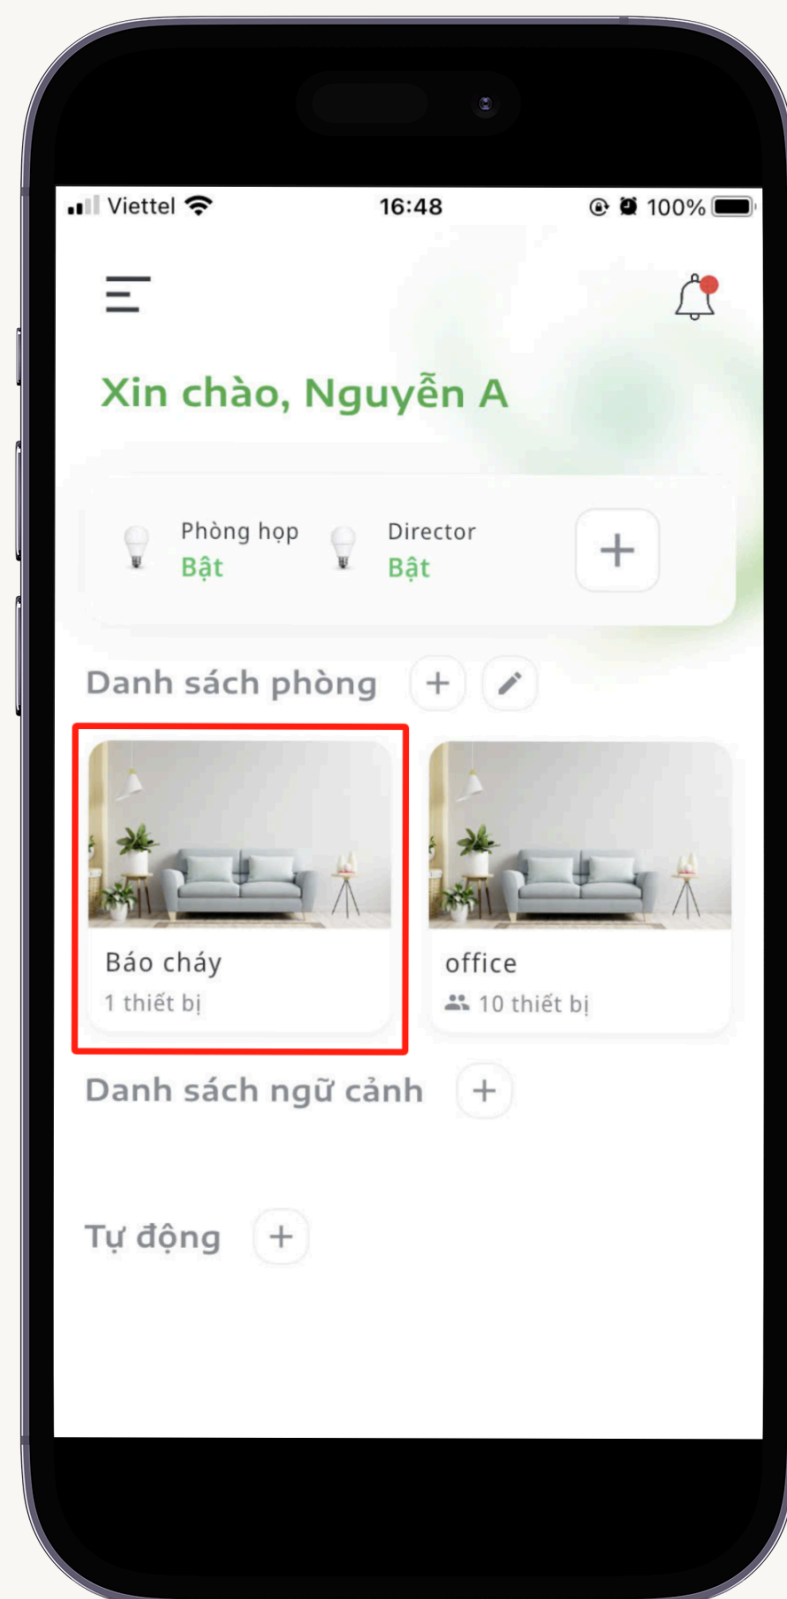 Viettel 16:48 100%
Xin chào, Nguyễn A
Phòng họp Director
Bật Bật
Danh sách phòng
Báo cháy office
1 thiết bị 10 thiết bị
Danh sách ngữ cảnh
Tự động